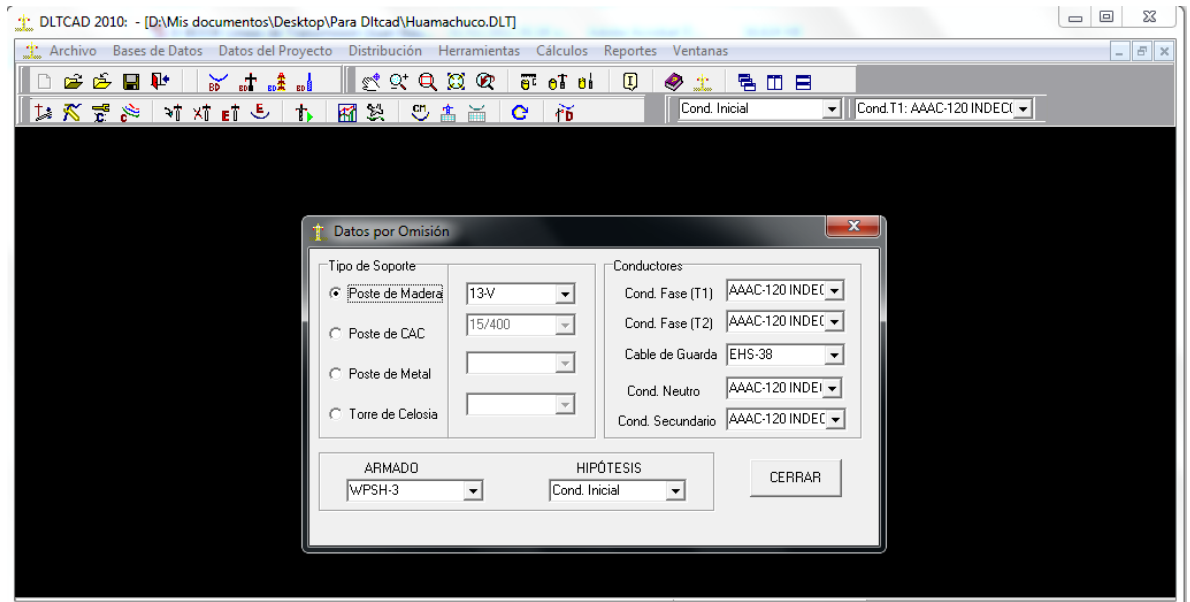 DLTCAD 2010: - [D:\Mis documentos\Desktop\Para Dltcad\Huamachuco.DLT]
Archivo Bases de Datos Datos del Proyecto Distribución Herramientas Cálculos Reportes Ventanas
Cond. Inicial
Cond.T1: AAAC-120 INDEC(
Datos por Omisión
Tipo de Soporte
Poste de Madera 13-V
Poste de CAC 15/400
Poste de Metal
Torre de Celosia
Conductores
Cond. Fase (T1) AAAC-120 INDE(
Cond. Fase (T2) AAAC-120 INDE(
Cable de Guarda EHS-38
Cond. Neutro AAAC-120 INDE
Cond. Secundario AAAC-120 INDEC
ARMADO
WPSH-3
HIPÓTESIS
Cond. Inicial
CERRAR